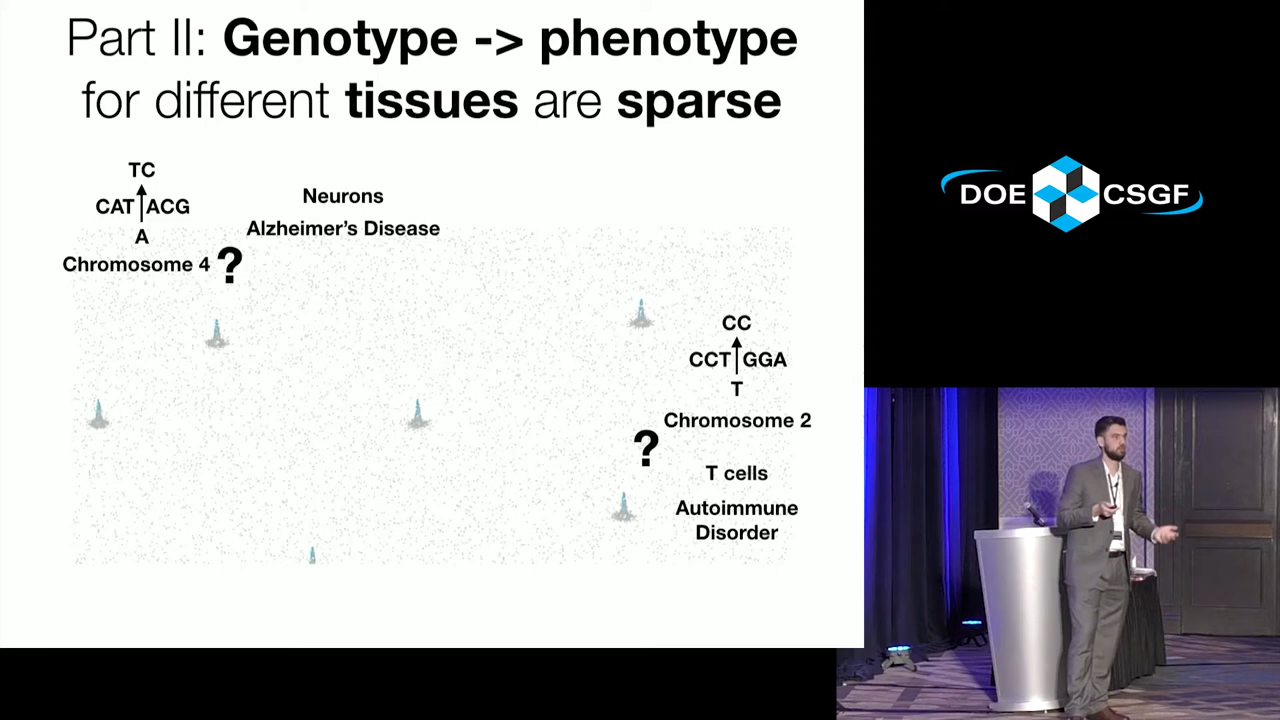 Part II: Genotype -> phenotype
for different tissues are sparse
TC
CAT ACG
A
Chromosome 4 ?
Neurons
Alzheimer's Disease
CC
CCT GGA
T
Chromosome 2
?
T cells
Autoimmune
Disorder
DOE CSGF